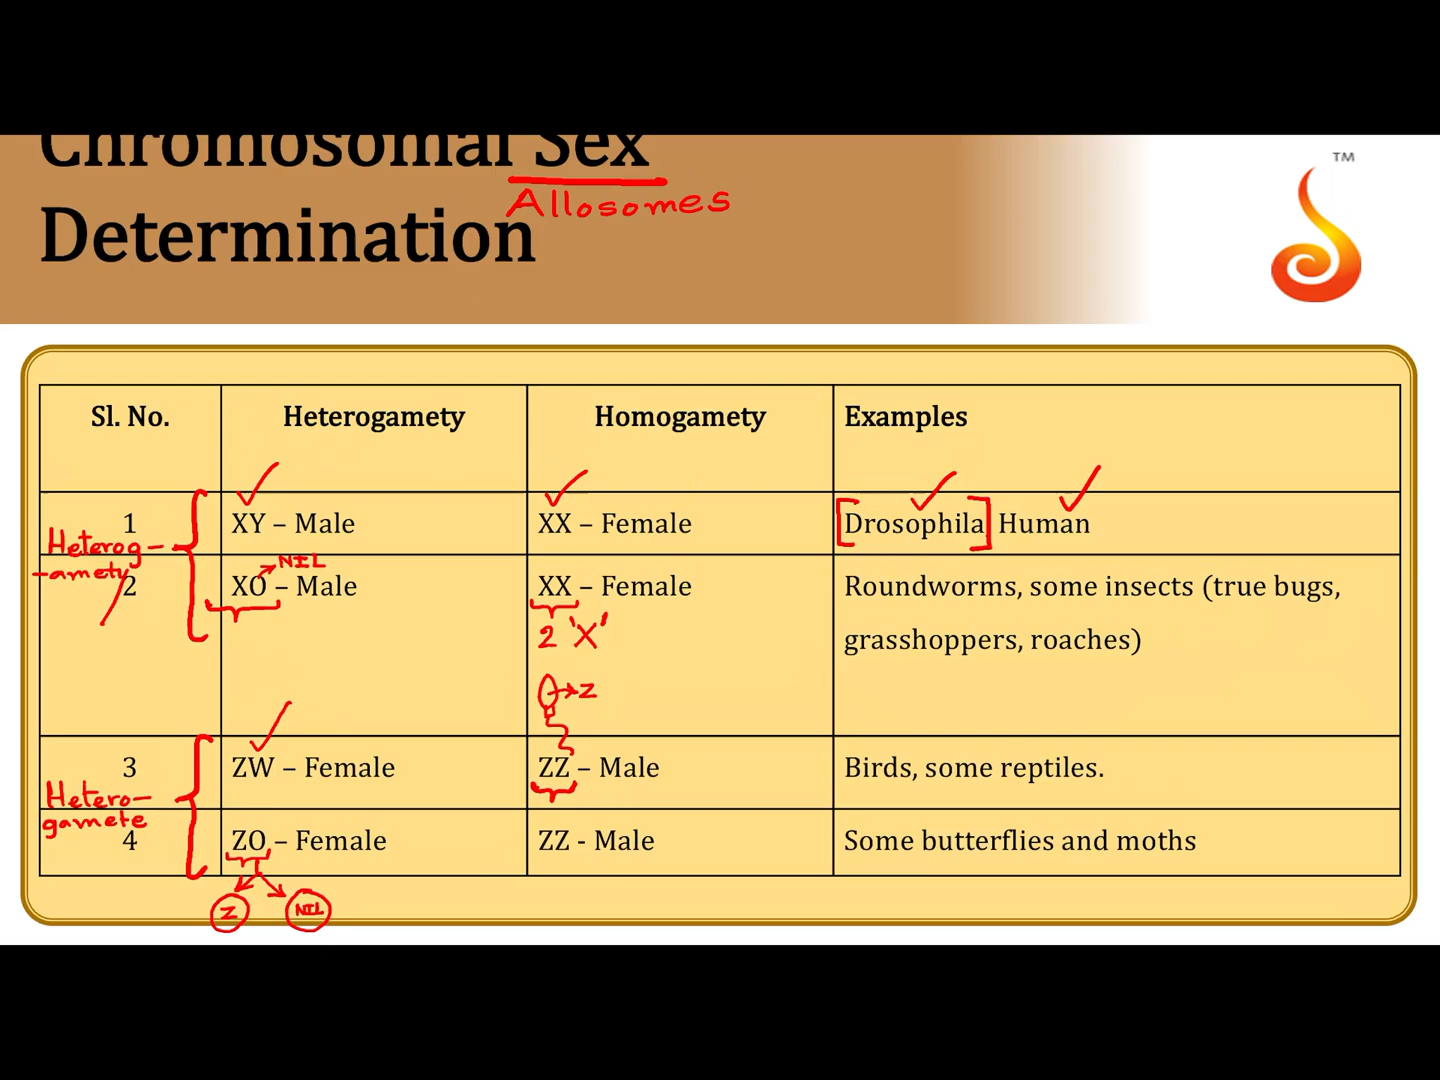 Chromosomal Sex
TM
Allosomes
Determination
Sl. No. Heterogamety Homogamety Examples
1 XY – Male XX – Female [Drosophila] Human
Heterog-
-amety
NIL
2 XO – Male XX – Female Roundworms, some insects (true bugs,
2 'X' grasshoppers, roaches)
Z
3 ZW – Female ZZ – Male Birds, some reptiles.
Hetero-
gamete
4 ZO – Female ZZ - Male Some butterflies and moths
Z NIL